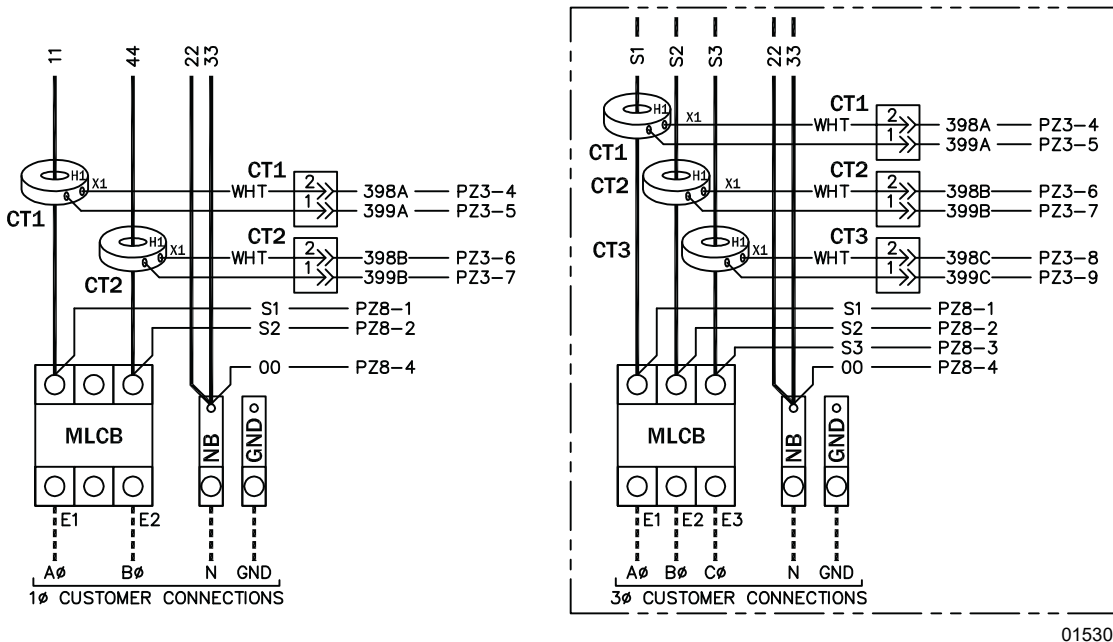 11
44
22
33
H1
X1
CT1
CT1
WHT
2
398A
PZ3-4
1
399A
PZ3-5
H1
X1
CT2
CT2
WHT
2
398B
PZ3-6
1
399B
PZ3-7
S1
PZ8-1
S2
PZ8-2
00
PZ8-4
MLCB
NB
GND
E1
E2
AØ
BØ
N
GND
1Ø CUSTOMER CONNECTIONS
S1
S2
S3
22
33
H1
X1
CT1
CT1
WHT
2
398A
PZ3-4
1
399A
PZ3-5
H1
X1
CT2
CT2
WHT
2
398B
PZ3-6
1
399B
PZ3-7
H1
X1
CT3
CT3
WHT
2
398C
PZ3-8
1
399C
PZ3-9
S1
PZ8-1
S2
PZ8-2
S3
PZ8-3
00
PZ8-4
MLCB
NB
GND
E1
E2
E3
AØ
BØ
CØ
N
GND
3Ø CUSTOMER CONNECTIONS
01530